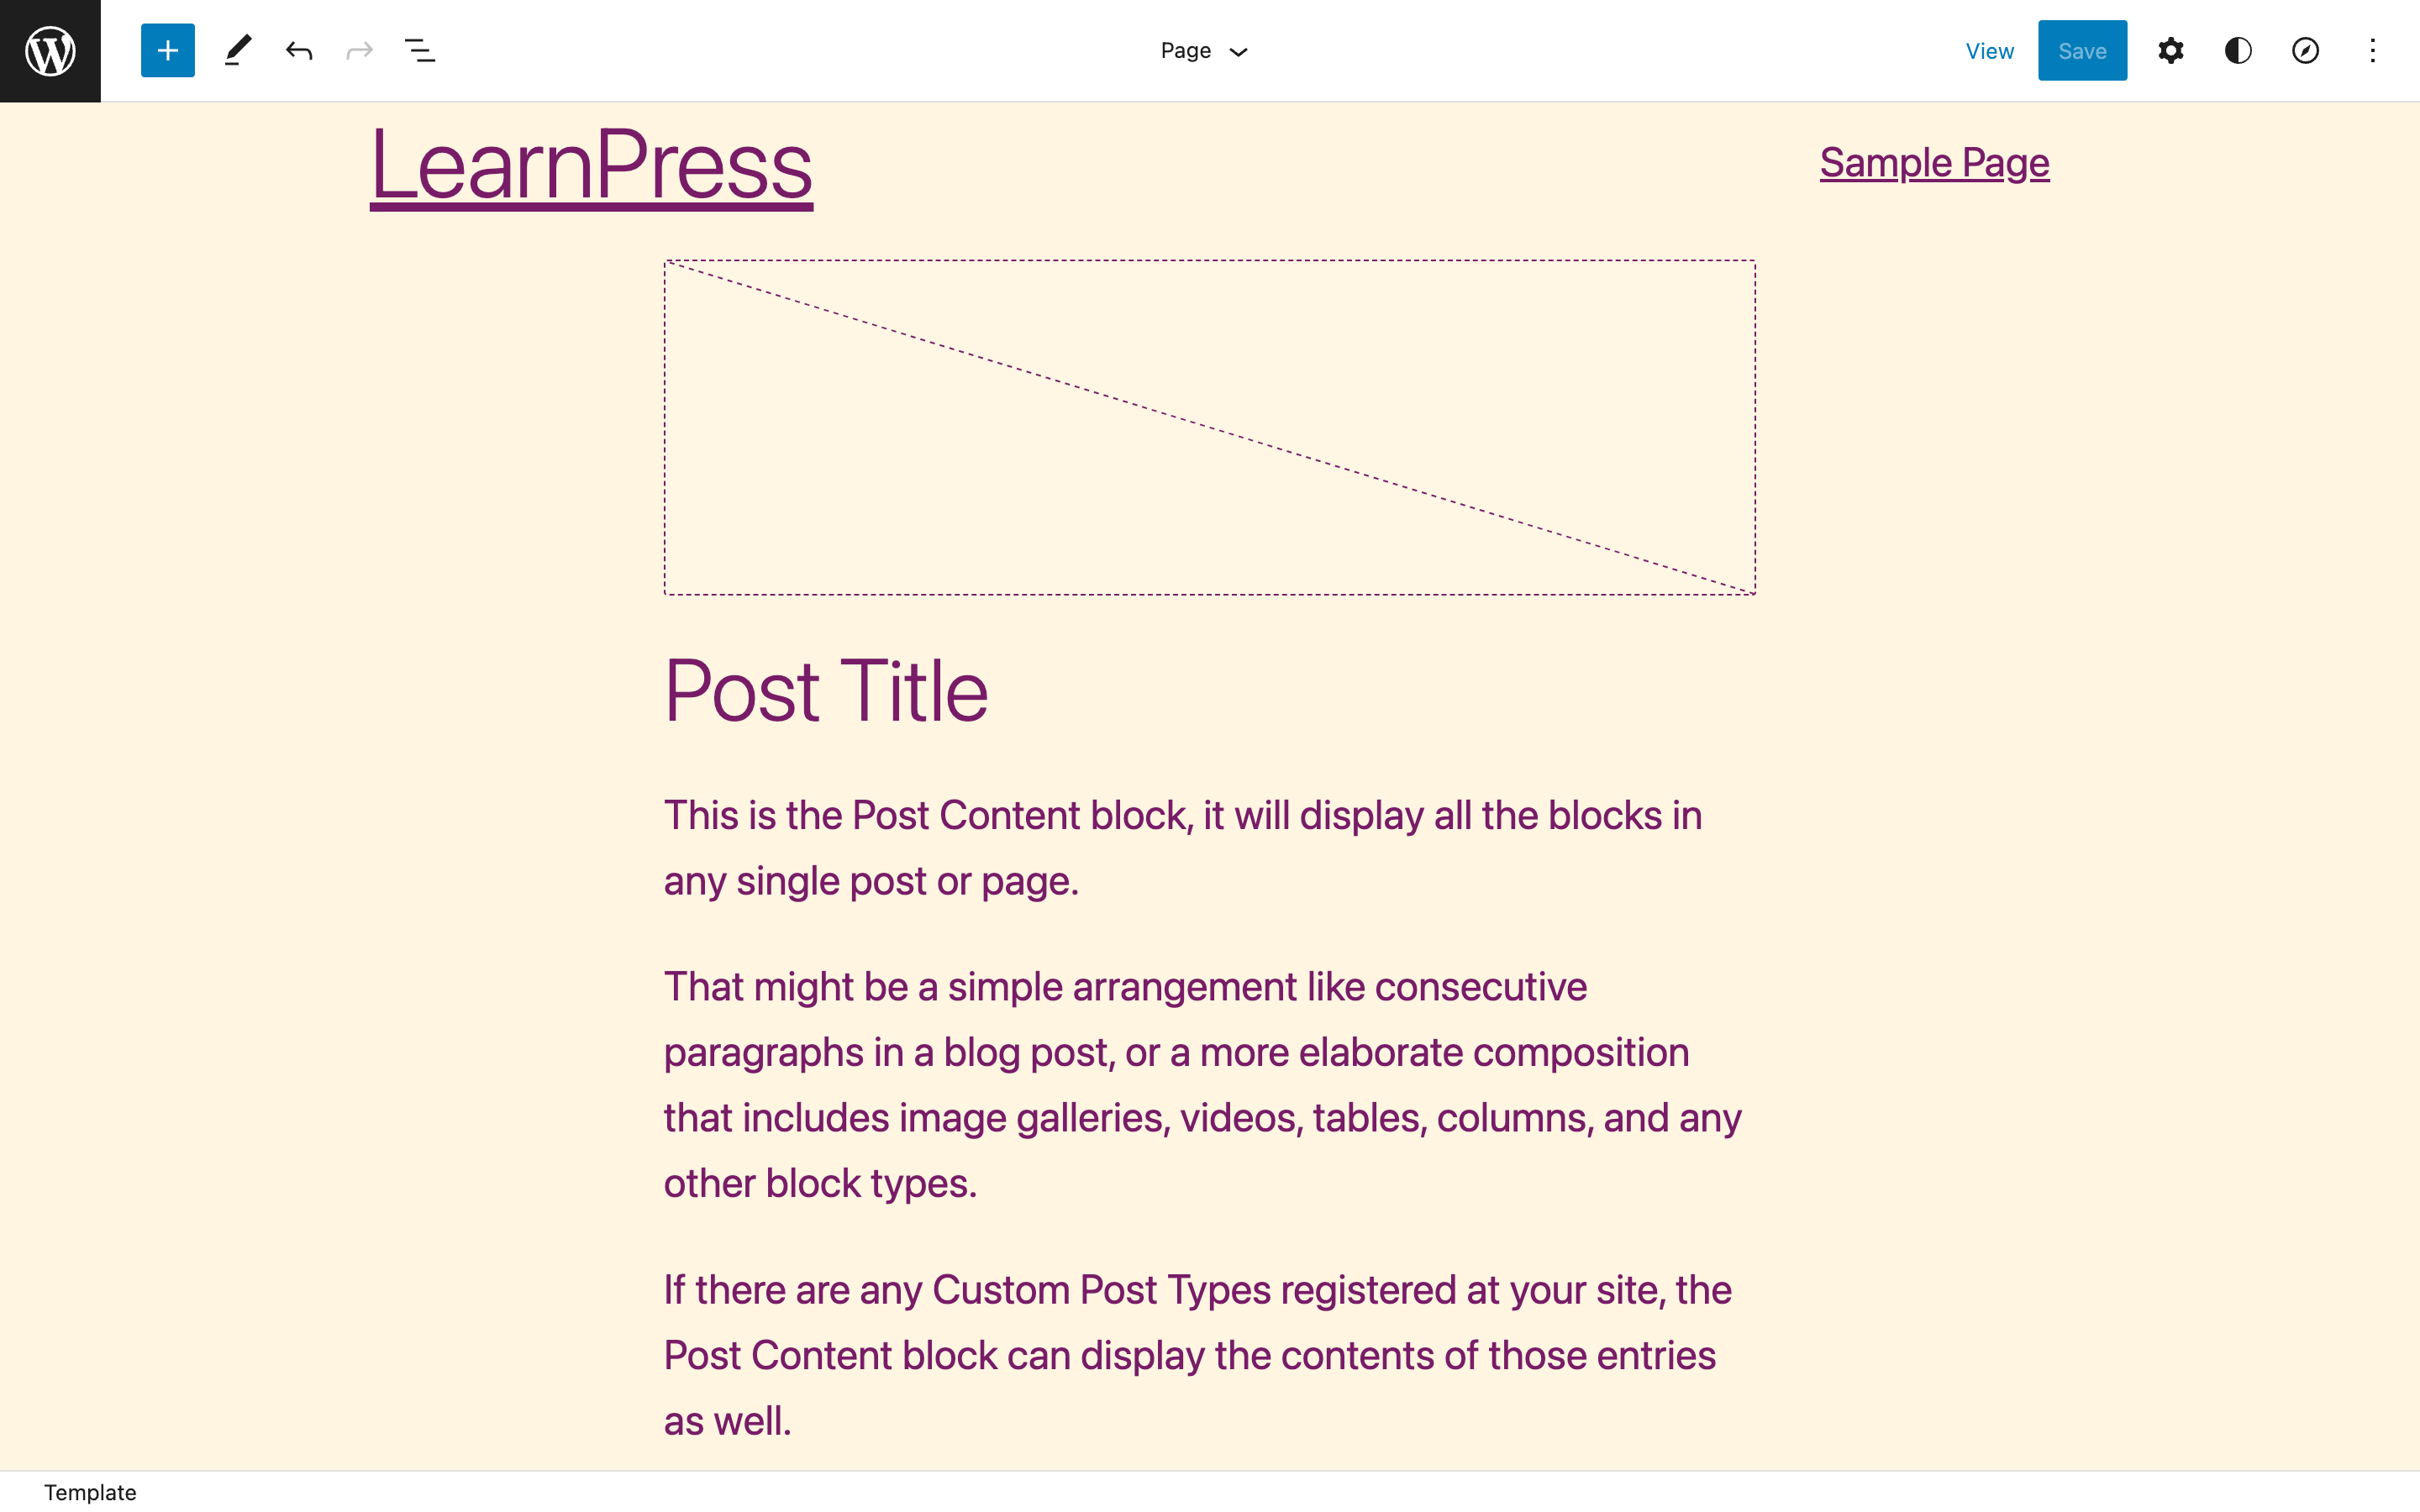 Page
View
Save
LearnPress
Sample Page
Post Title
This is the Post Content block, it will display all the blocks in
any single post or page.
That might be a simple arrangement like consecutive
paragraphs in a blog post, or a more elaborate composition
that includes image galleries, videos, tables, columns, and any
other block types.
If there are any Custom Post Types registered at your site, the
Post Content block can display the contents of those entries
as well.
Template